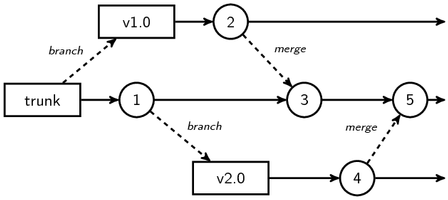 v1.0 2
branch merge
trunk 1 3 5
branch merge
v2.0 4